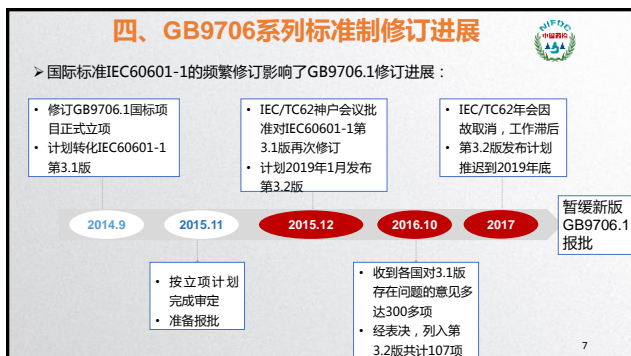 四、GB9706系列标准制修订进展
NIFDC
中国药检
➢国际标准IEC60601-1的频繁修订影响了GB9706.1修订进展：
• 修订GB9706.1国标项
目正式立项
• 计划转化IEC60601-1
第3.1版
• IEC/TC62神户会议批
准对IEC60601-1第
3.1版再次修订
• 计划2019年1月发布
第3.2版
• IEC/TC62年会因
故取消，工作滞后
• 第3.2版发布计划
推迟到2019年底
2014.9
2015.11
2015.12
2016.10
2017
暂缓新版
GB9706.1
报批
• 按立项计划
完成审定
• 准备报批
• 收到各国对3.1版
存在问题的意见多
达300多项
• 经表决，列入第
3.2版共计107项
7